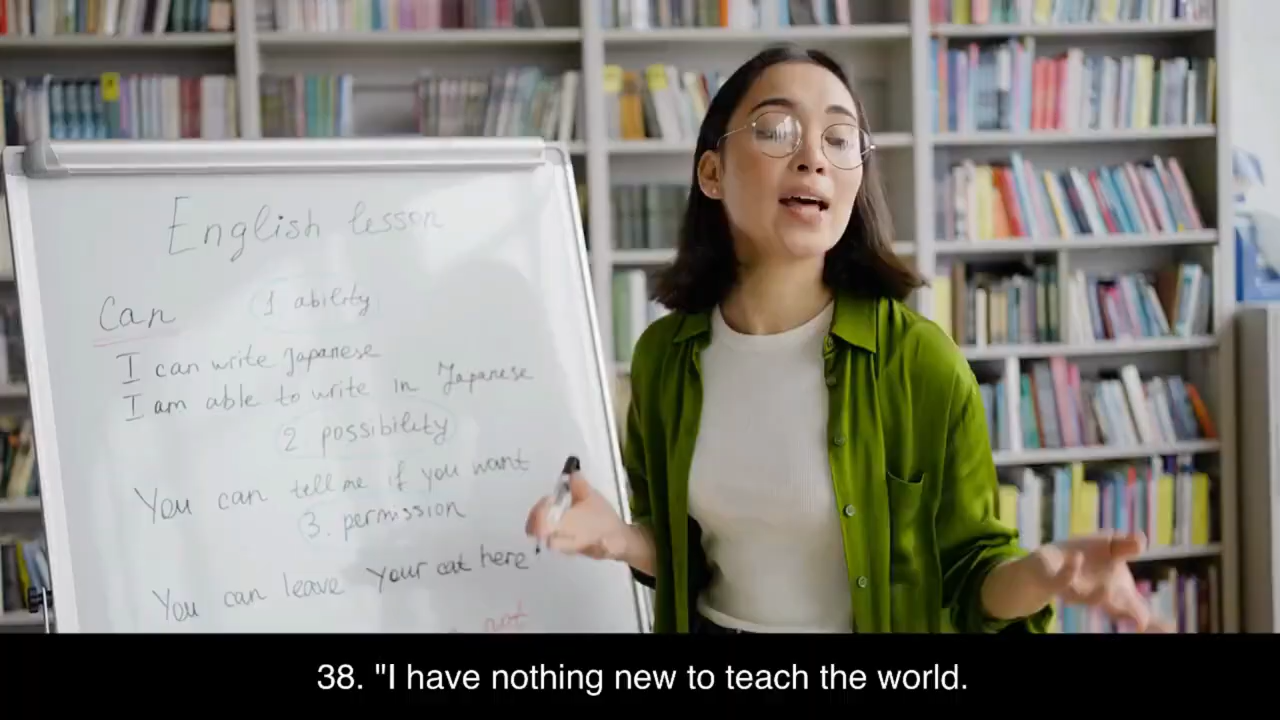 English lesson
Can 1 ability
I can write Japanese
I am able to write in Japanese
2 possibility
You can tell me if you want
3. permission
You can leave your cat here
not
38. "I have nothing new to teach the world.